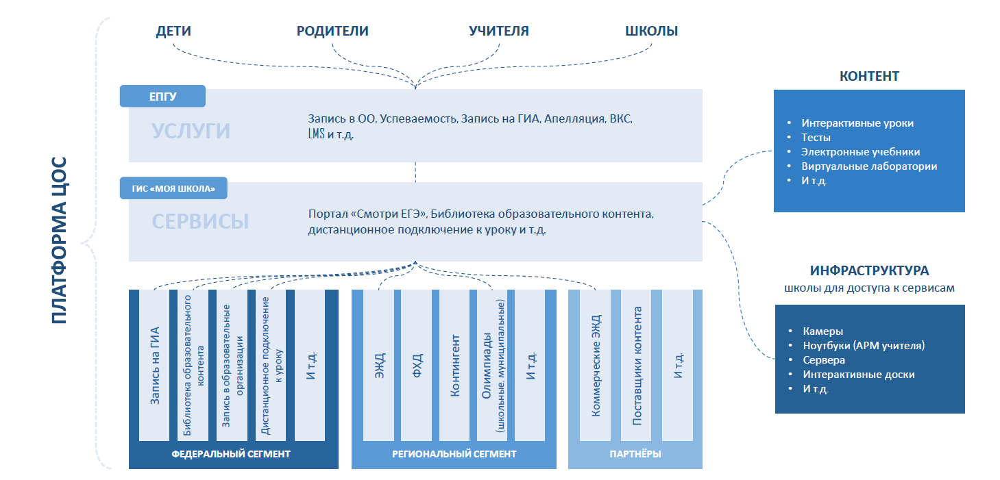 ПЛАТФОРМА ЦОС
ДЕТИ
РОДИТЕЛИ
УЧИТЕЛЯ
ШКОЛЫ
ЕПГУ
УСЛУГИ
Запись в ОО, Успеваемость, Запись на ГИА, Апелляция, ВКС,
LMS и т.д.
ГИС «МОЯ ШКОЛА»
СЕРВИСЫ
Портал «Смотри ЕГЭ», Библиотека образовательного контента,
дистанционное подключение к уроку и т.д.
Запись на ГИА
Библиотека образовательного
контента
Запись в образовательные
организации
Дистанционное подключение
к уроку
И т.д.
ФЕДЕРАЛЬНЫЙ СЕГМЕНТ
ЭЖД
ФХД
Контингент
Олимпиады
(школьные. муниципальные)
И т.д.
РЕГИОНАЛЬНЫЙ СЕГМЕНТ
Коммерческие ЭЖД
Поставщики контента
И т.д.
ПАРТНЁРЫ
КОНТЕНТ
• Интерактивные уроки
• Тесты
• Электронные учебники
• Виртуальные лаборатории
• И т.д.
ИНФРАСТРУКТУРА
школы для доступа к сервисам
• Камеры
• Ноутбуки (АРМ учителя)
• Сервера
• Интерактивные доски
• И т.д.